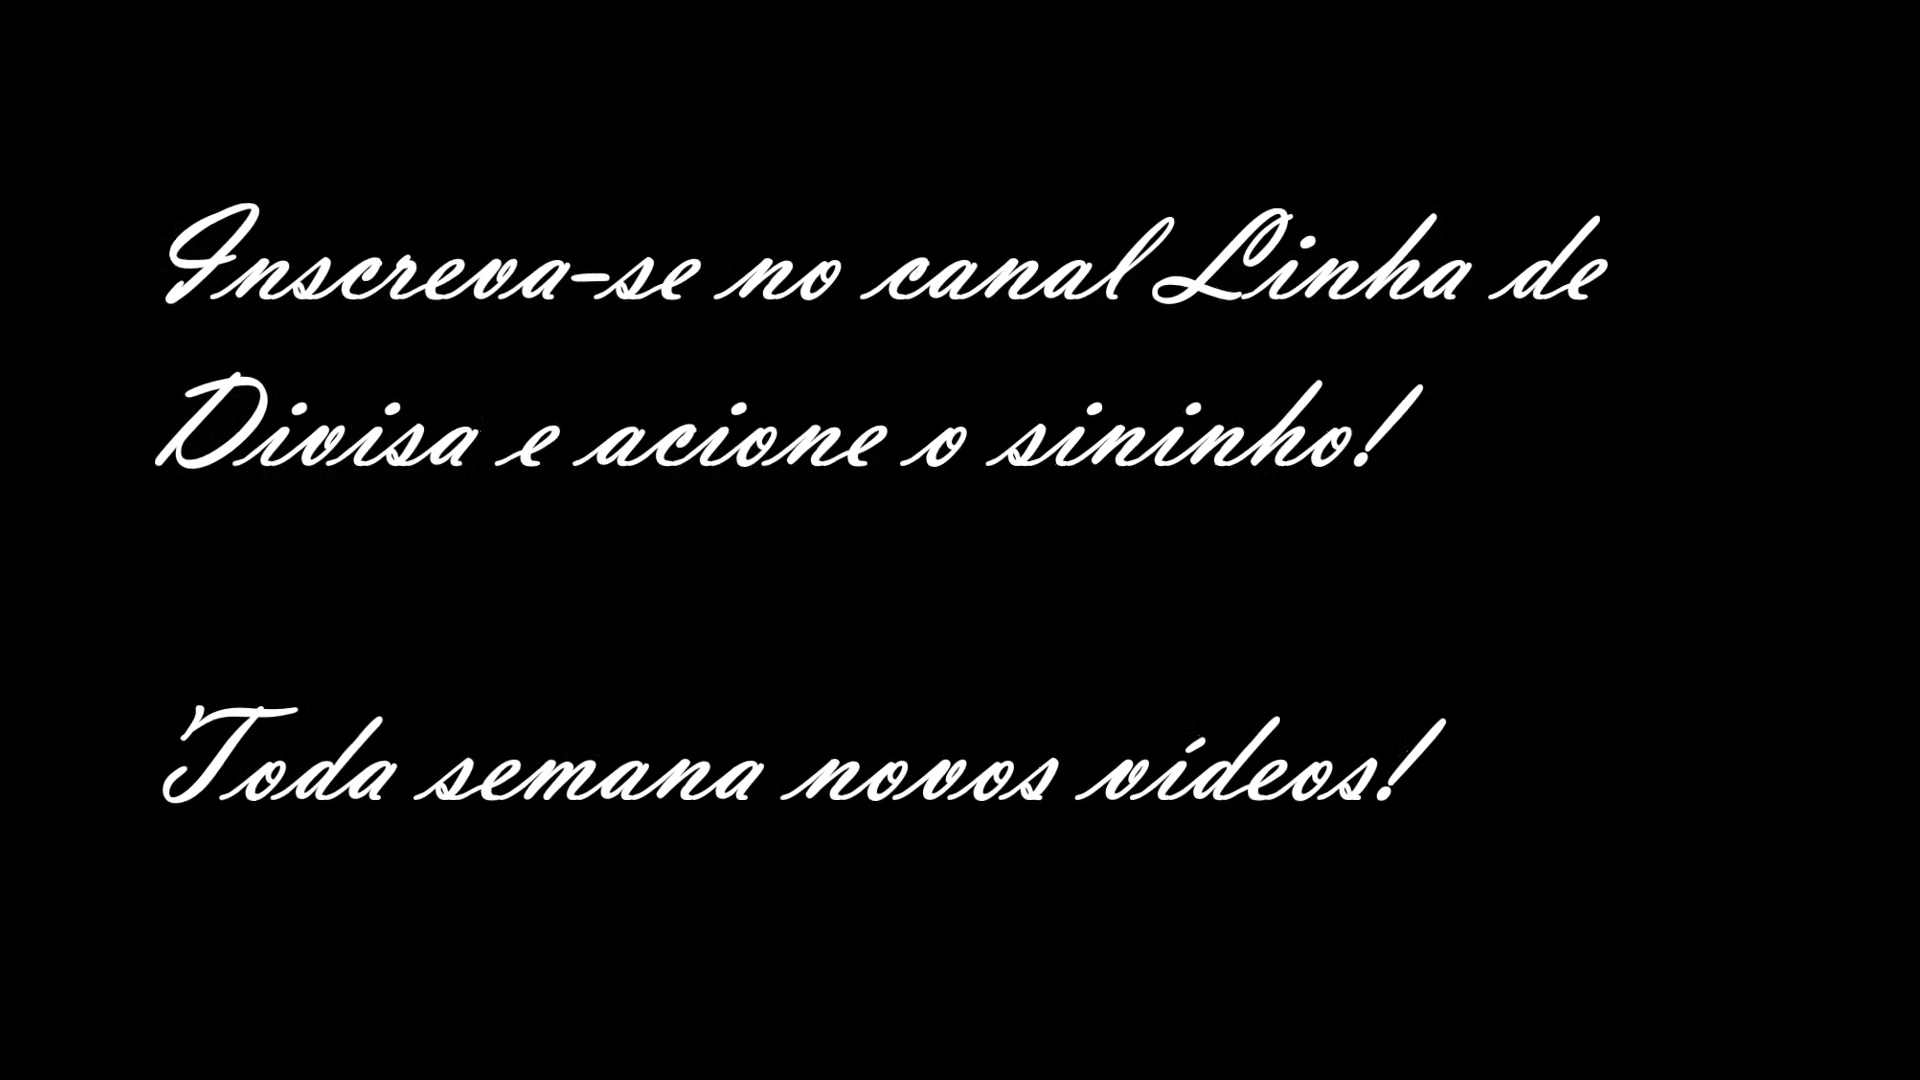 Inscreva-se no canal Linha de
Divisa e acione o sininho!
Toda semana novos vídeos!